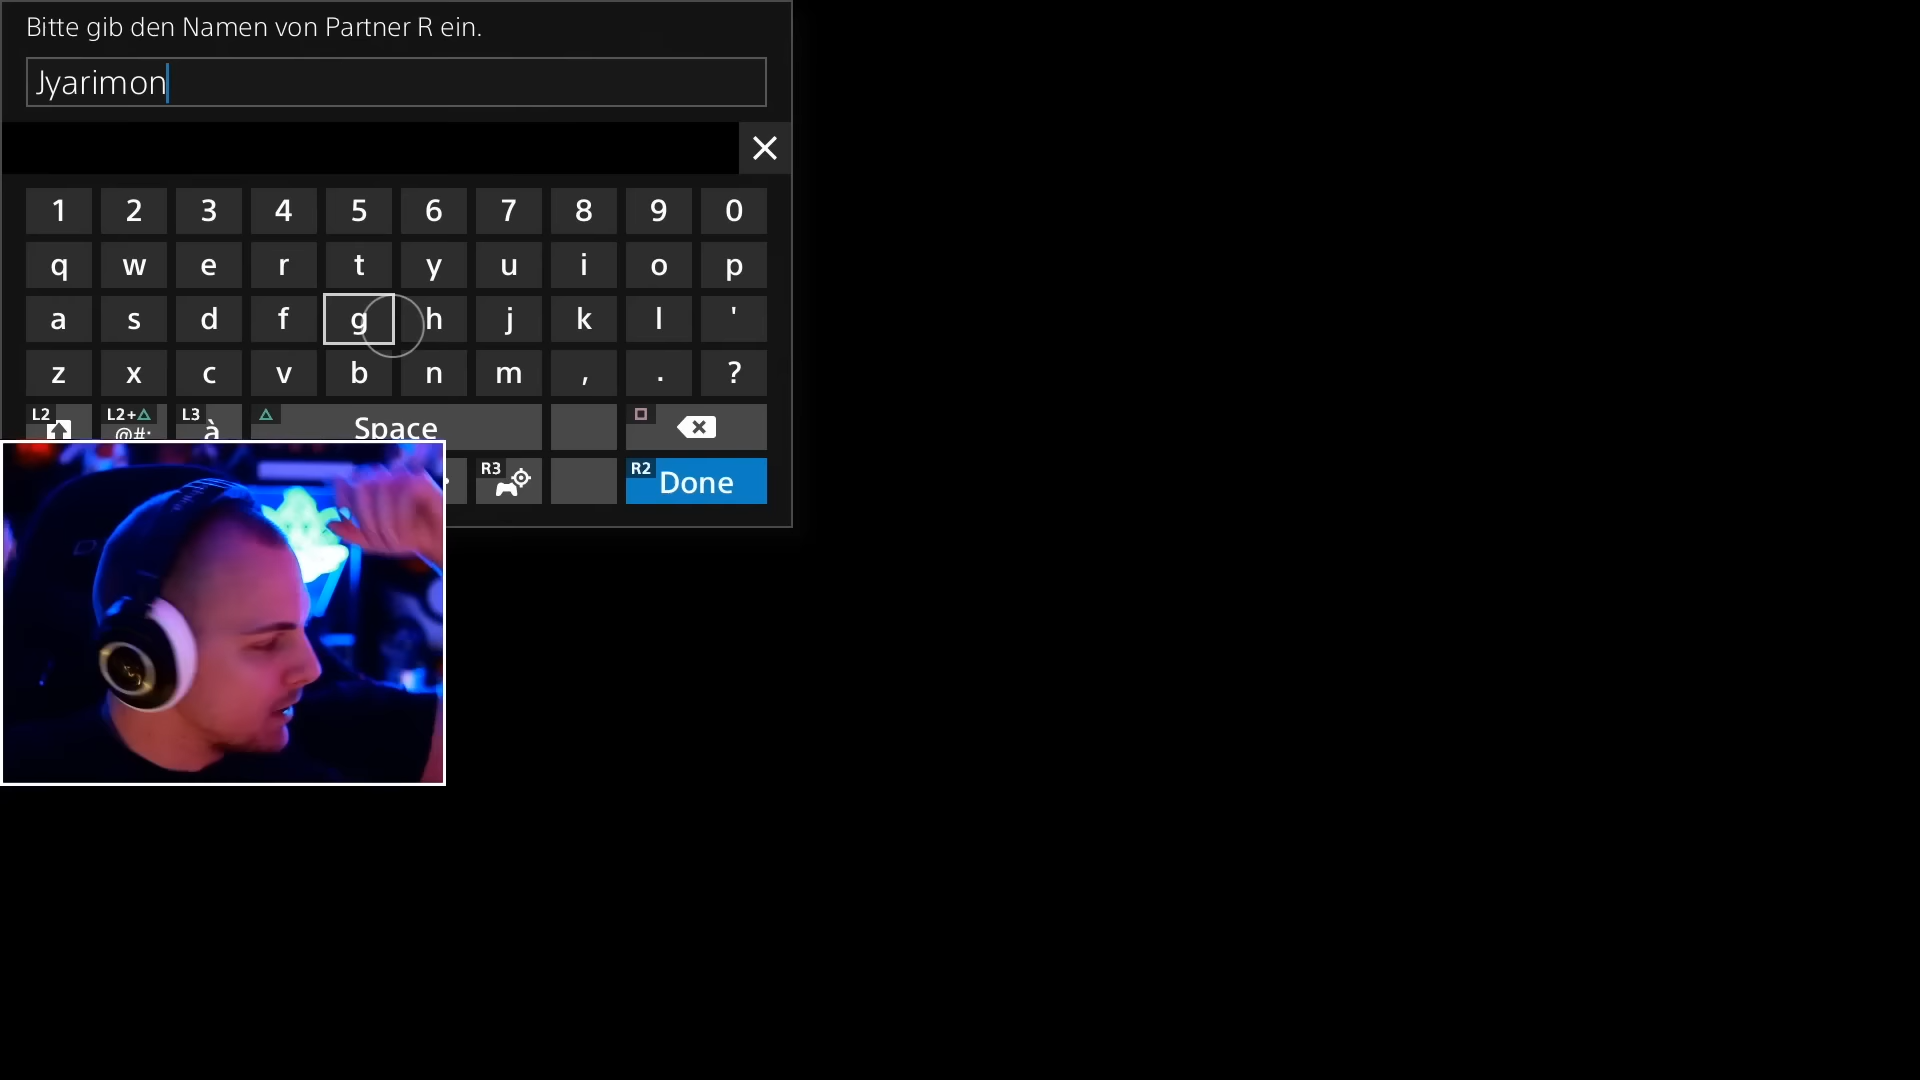 Bitte gib den Namen von Partner R ein.
Jyarimon
1 2 3 4 5 6 7 8 9 0
q w e r t y u i o p
a s d f g h j k l '
z x c v b n m , . ?
L2 L2+△ @#: L3 à △ Space
R3 R2 Done